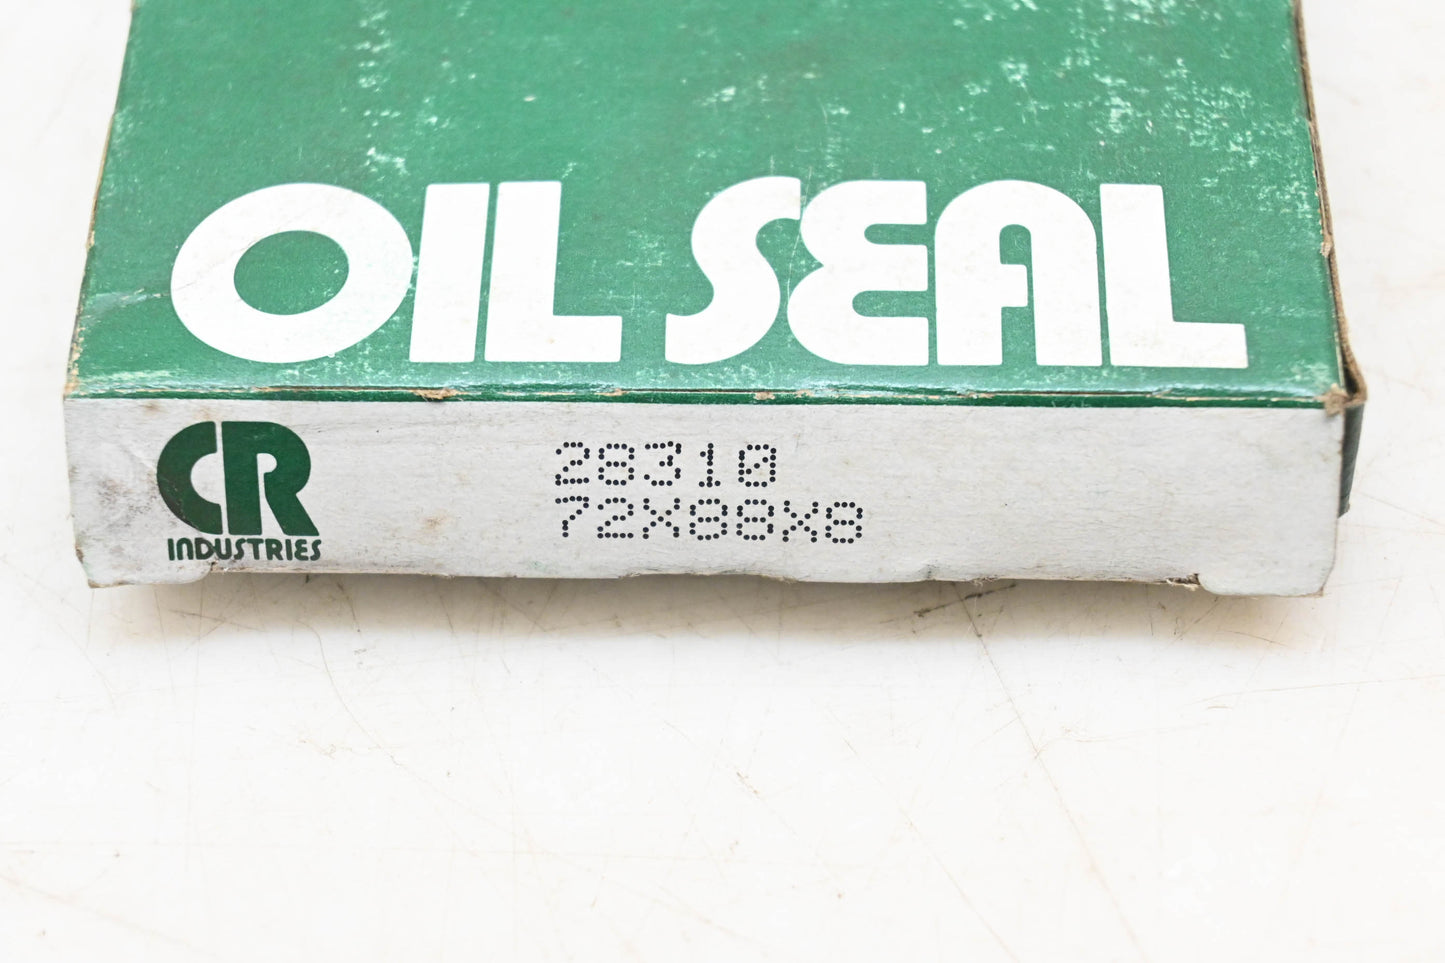 OIL SEAL
CR
INDUSTRIES
28310
72X88X8